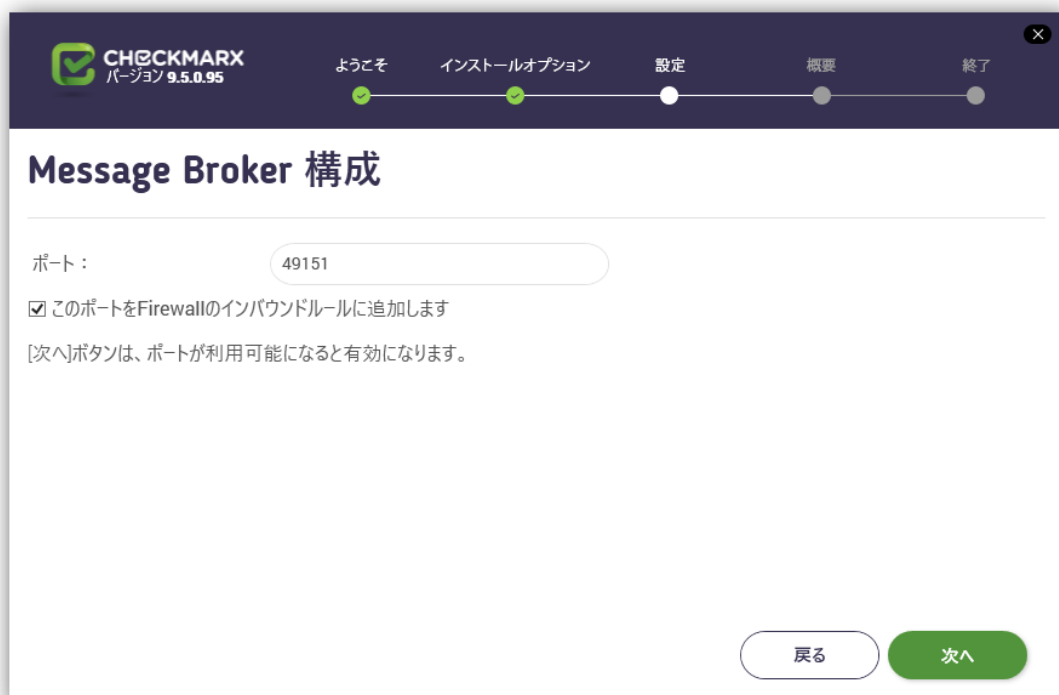 CHECKMARX
バージョン 9.5.0.95
ようこそ
インストールオプション
設定
概要
終了
Message Broker 構成
ポート：
49151
このポートをFirewallのインバウンドルールに追加します
[次へ]ボタンは、ポートが利用可能になると有効になります。
戻る
次へ